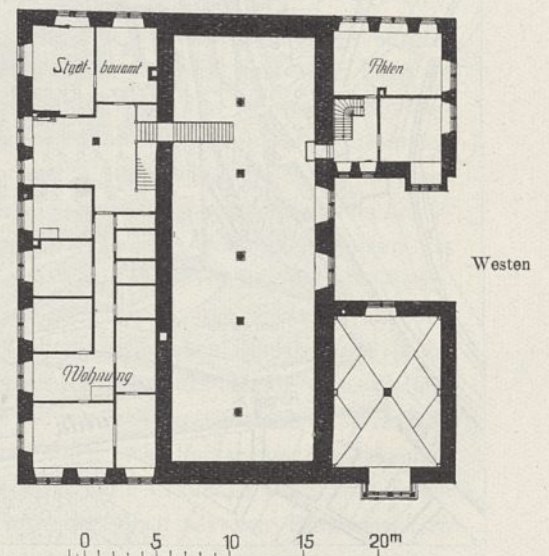 Stadt- bauamt
Akten
Westen
Wohnung
0 5 10 15 20m